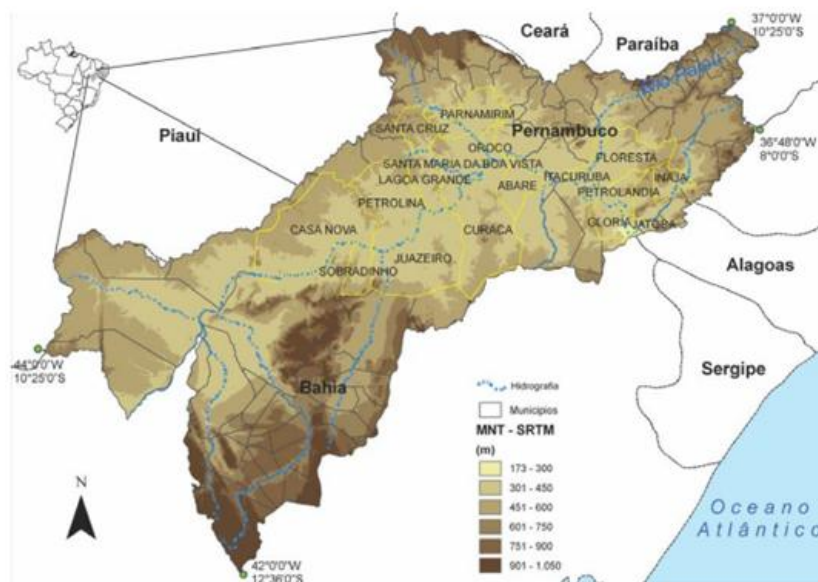 Ceará
Paraíba
37°0'0"W
10°25'0"S
Rio Pajeú
Piauí
PARNAMIRIM
SANTA CRUZ
Pernambuco
36°48'0"W
8°0'0"S
OROCO
FLORESTA
SANTA MARIA DA BOA VISTA
LAGOA GRANDE
ABARE
ITACURUBA
INAJA
PETROLANDIA
PETROLINA
GLORIA
JATOBA
CASA NOVA
CURACA
JUAZEIRO
SOBRADINHO
Alagoas
44°0'0"W
10°25'0"S
Bahia
Sergipe
Hidrografia
Municipios
MNT - SRTM
(m)
173 - 300
301 - 450
451 - 600
601 - 750
751 - 900
901 - 1.050
N
Oceano
Atlântico
42°0'0"W
12°36'0"S